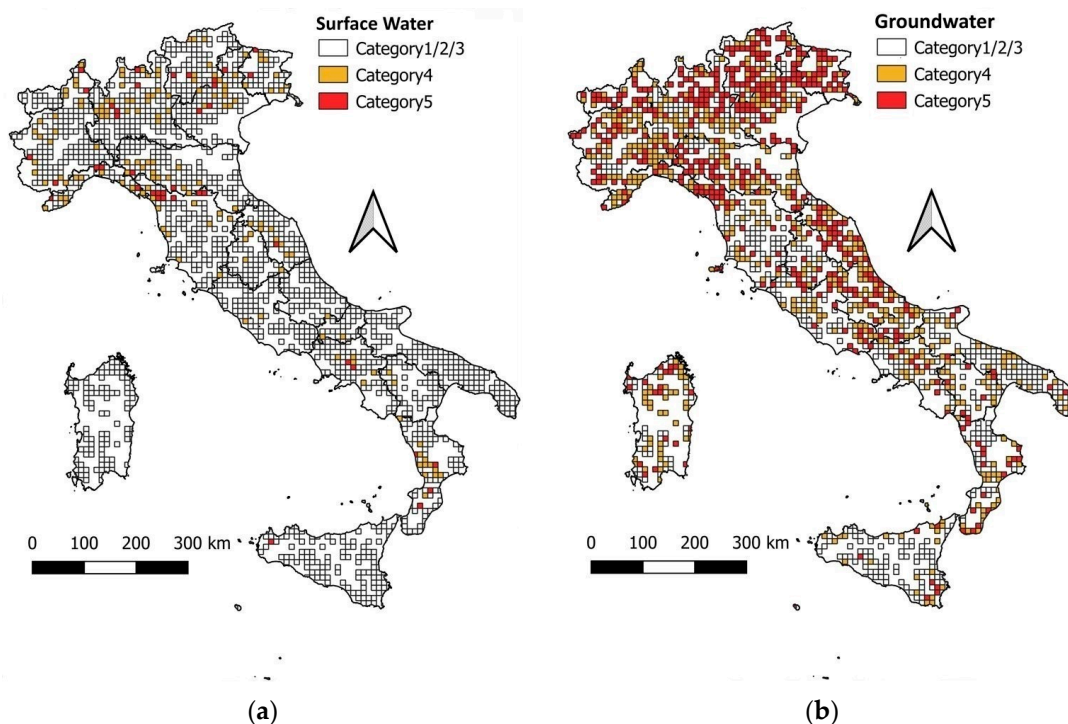 Surface Water
Category1/2/3
Category4
Category5
0 100 200 300 km
(a)
Groundwater
Category1/2/3
Category4
Category5
0 100 200 300 km
(b)